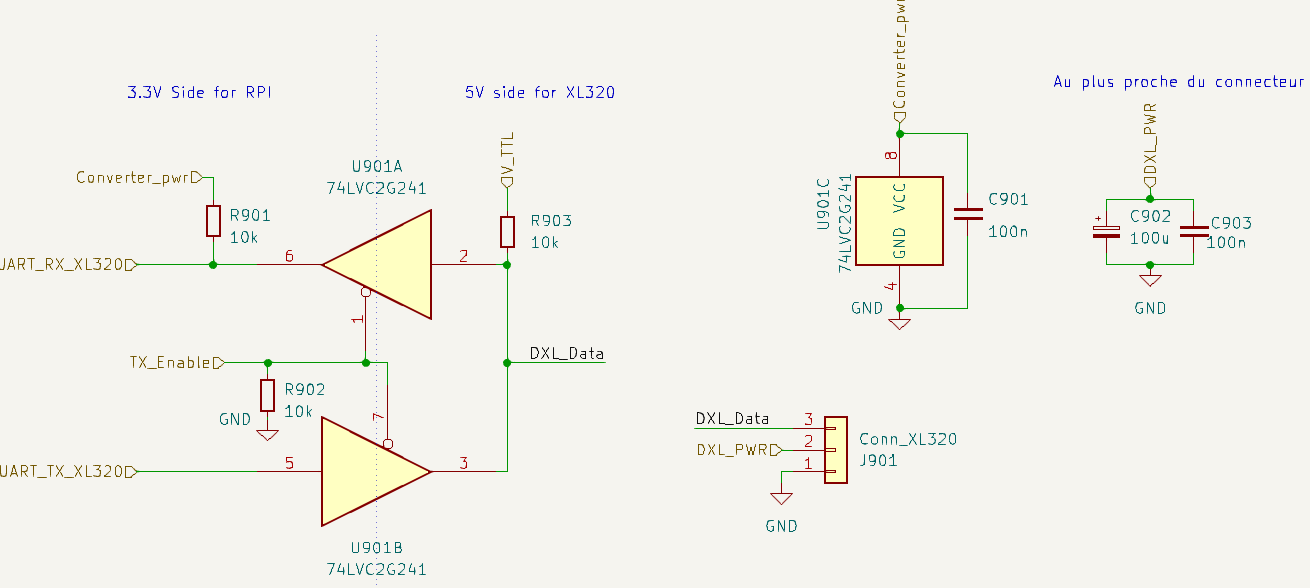 3.3V Side for RPI
5V side for XL320
Converter_pwr
R901
10k
UART_RX_XL320
6
U901A
74LVC2G241
2
1
V_TTL
R903
10k
TX_Enable
R902
10k
GND
7
DXL_Data
UART_TX_XL320
5
3
U901B
74LVC2G241
Converter_pwr
8
U901C
74LVC2G241
VCC
GND
4
GND
C901
100n
Au plus proche du connecteur
DXL_PWR
C902
100u
C903
100n
GND
DXL_Data
3
DXL_PWR
2
1
Conn_XL320
J901
GND